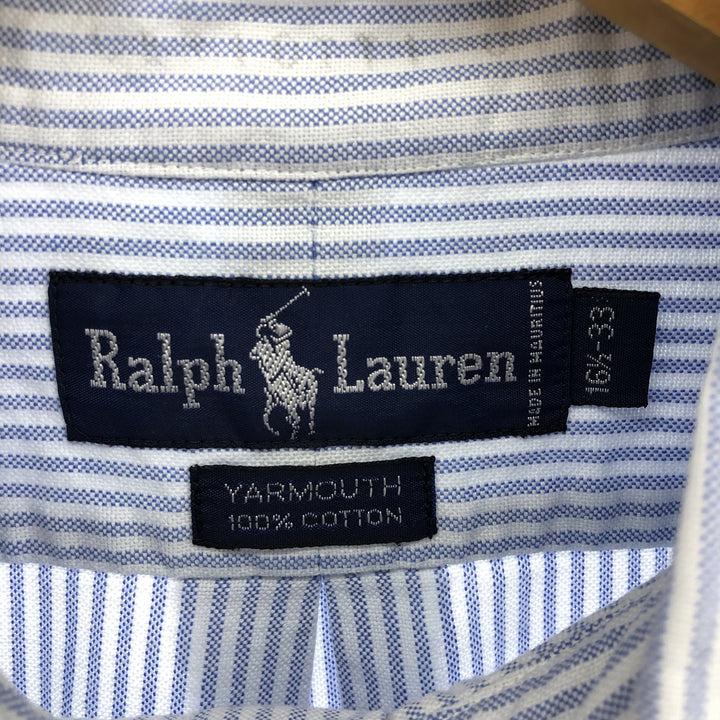 Ralph Lauren
MADE IN MAURITIUS
16½-33
YARMOUTH
100% COTTON